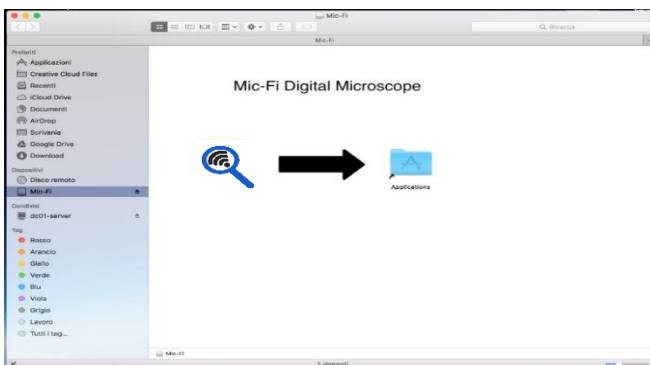 Mic-Fi
Ricerca
Mic-Fi
Preferiti
Applicazioni
Creative Cloud Files
Recenti
iCloud Drive
Documenti
AirDrop
Scrivania
Google Drive
Download
Dispositivi
Disco remoto
Mic-Fi
Condivisi
dc01-server
Tag
Rosso
Arancio
Giallo
Verde
Blu
Viola
Grigio
Lavoro
Tutti i tag...
Mic-Fi Digital Microscope
Applications
Mic-Fi